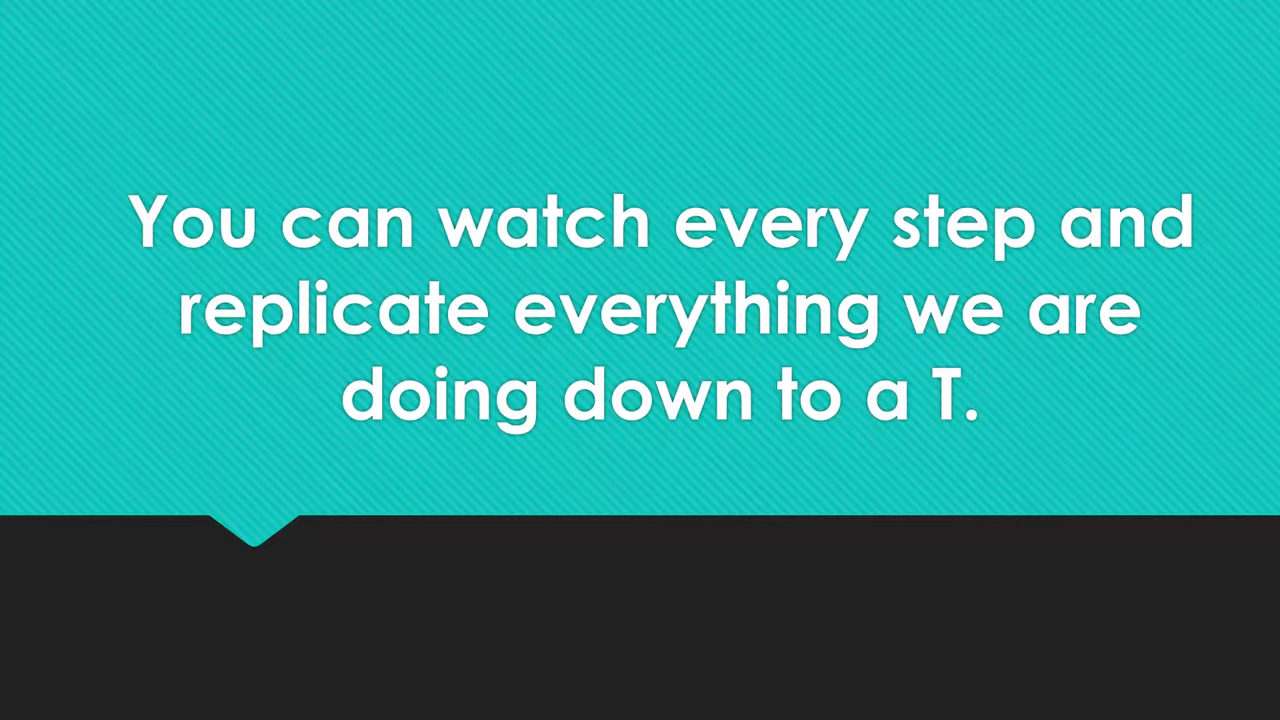 You can watch every step and
replicate everything we are
doing down to a T.